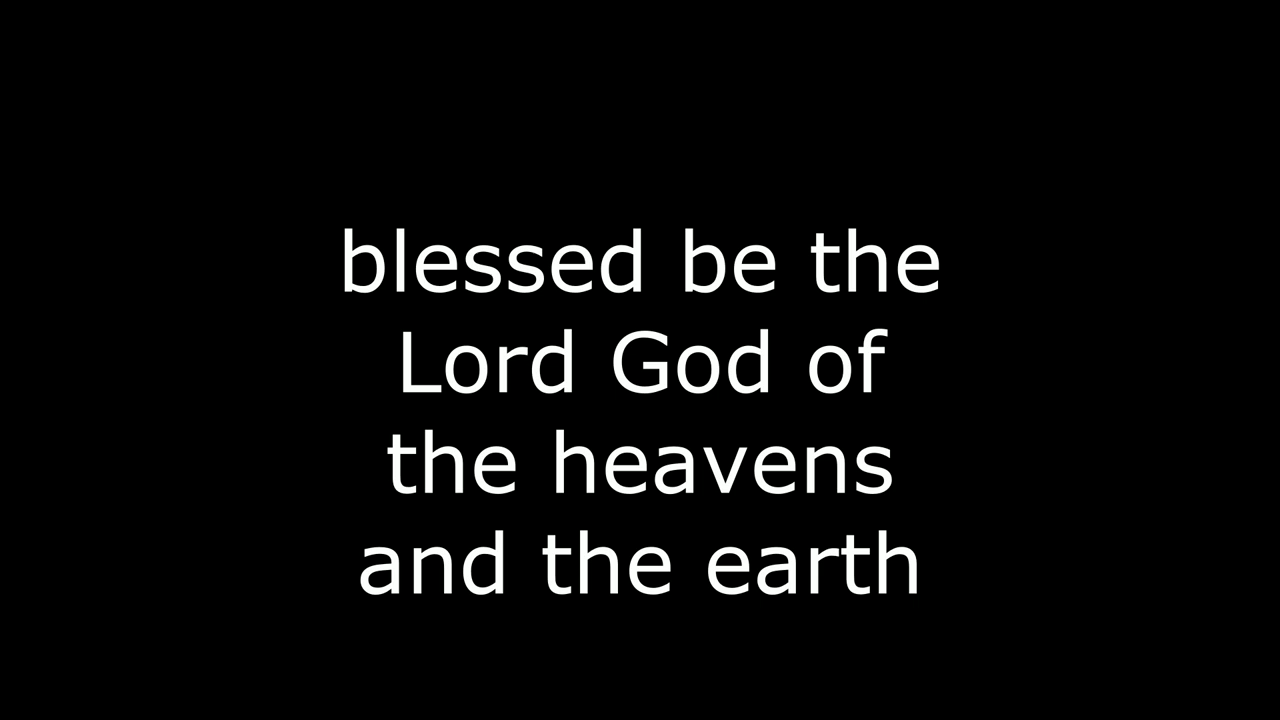 blessed be the
Lord God of
the heavens
and the earth